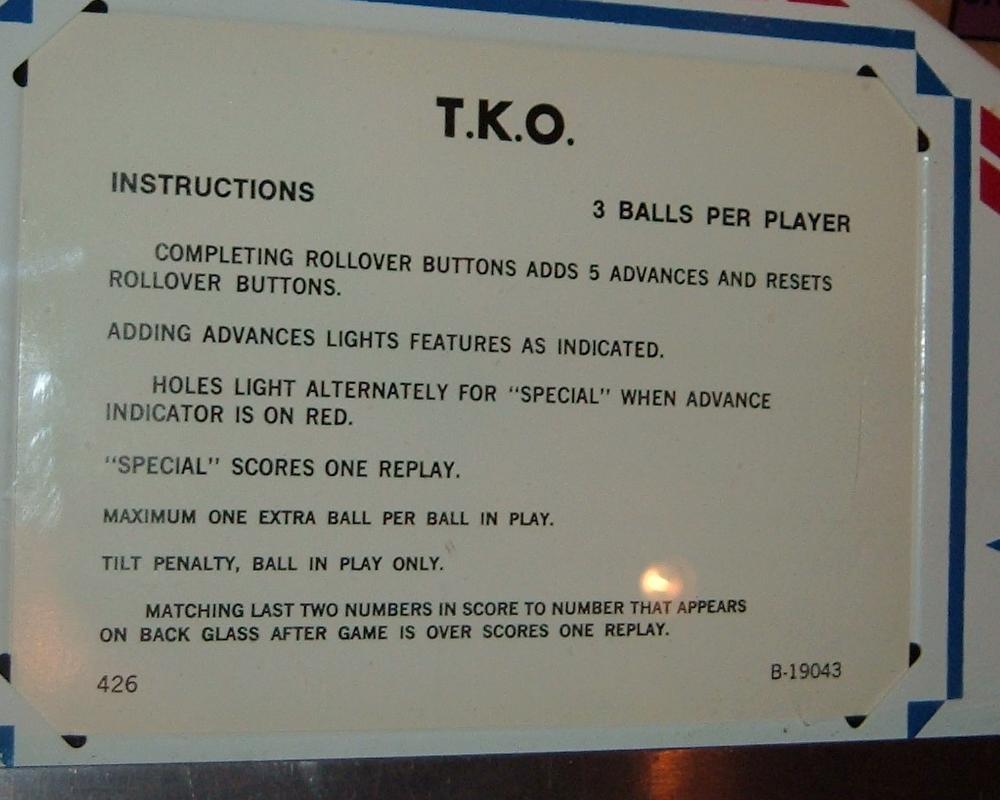 T.K.O.
INSTRUCTIONS
3 BALLS PER PLAYER
COMPLETING ROLLOVER BUTTONS ADDS 5 ADVANCES AND RESETS
ROLLOVER BUTTONS.
ADDING ADVANCES LIGHTS FEATURES AS INDICATED.
HOLES LIGHT ALTERNATELY FOR “SPECIAL” WHEN ADVANCE
INDICATOR IS ON RED.
“SPECIAL” SCORES ONE REPLAY.
MAXIMUM ONE EXTRA BALL PER BALL IN PLAY.
TILT PENALTY, BALL IN PLAY ONLY.
MATCHING LAST TWO NUMBERS IN SCORE TO NUMBER THAT APPEARS
ON BACK GLASS AFTER GAME IS OVER SCORES ONE REPLAY.
426
B-19043